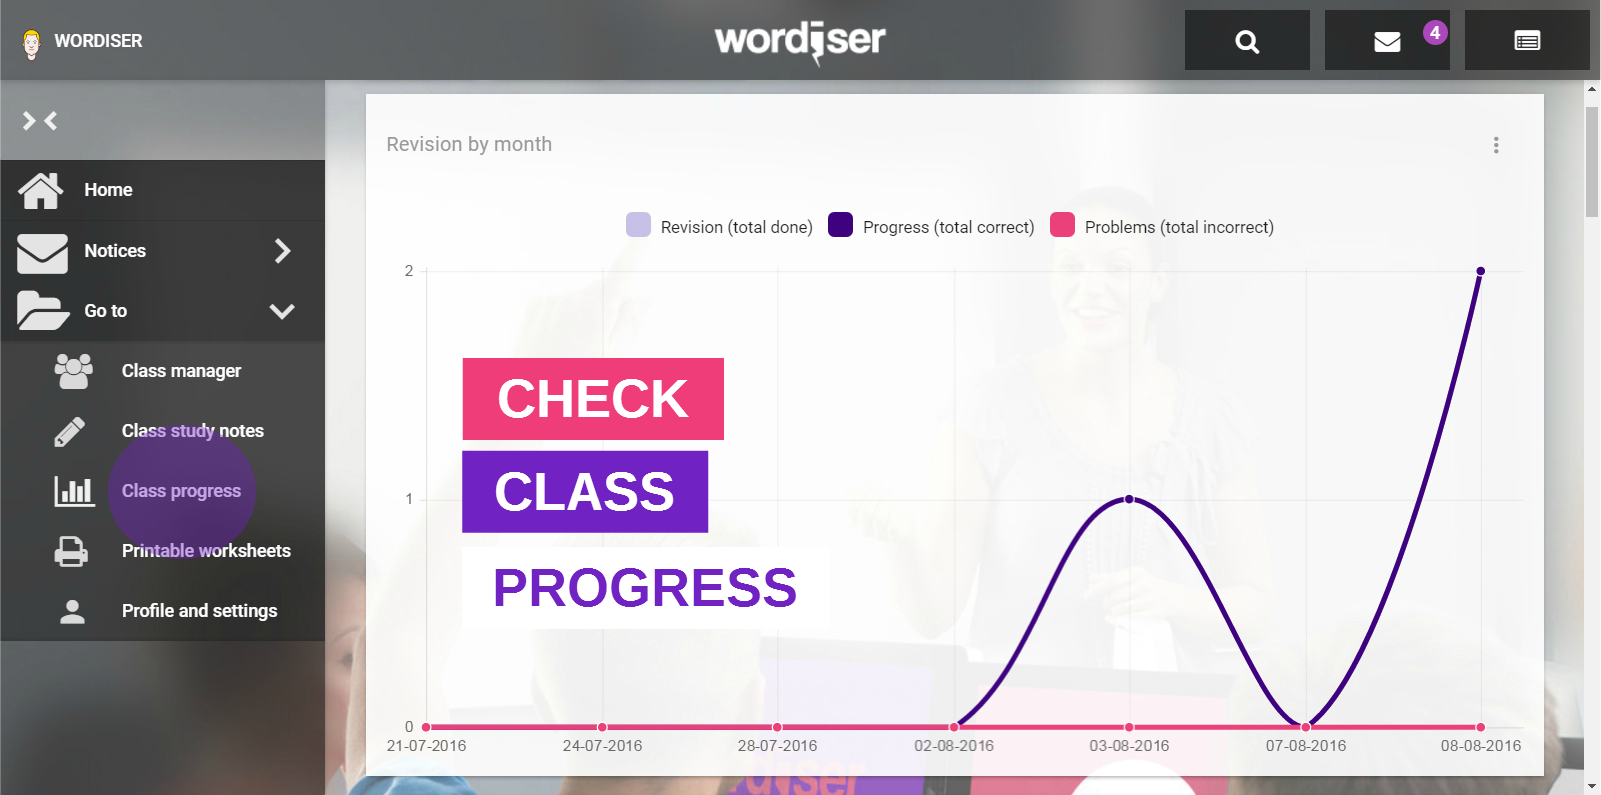 WORDISER
wordiser
4
Home
Notices
Go to
Class manager
Class study notes
Class progress
Printable worksheets
Profile and settings
Revision by month
Revision (total done) Progress (total correct) Problems (total incorrect)
2
1
0
CHECK
CLASS
PROGRESS
21-07-2016 24-07-2016 28-07-2016 02-08-2016 03-08-2016 07-08-2016 08-08-2016
wordiser